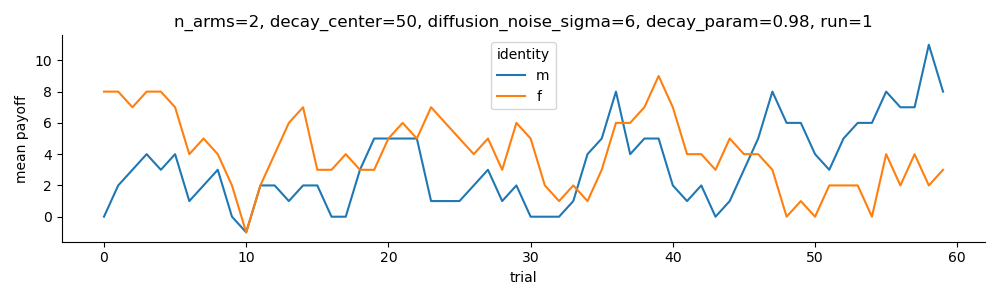 n_arms=2, decay_center=50, diffusion_noise_sigma=6, decay_param=0.98, run=1
identity
m
f
mean payoff
10
8
6
4
2
0
0 10 20 30 40 50 60
trial